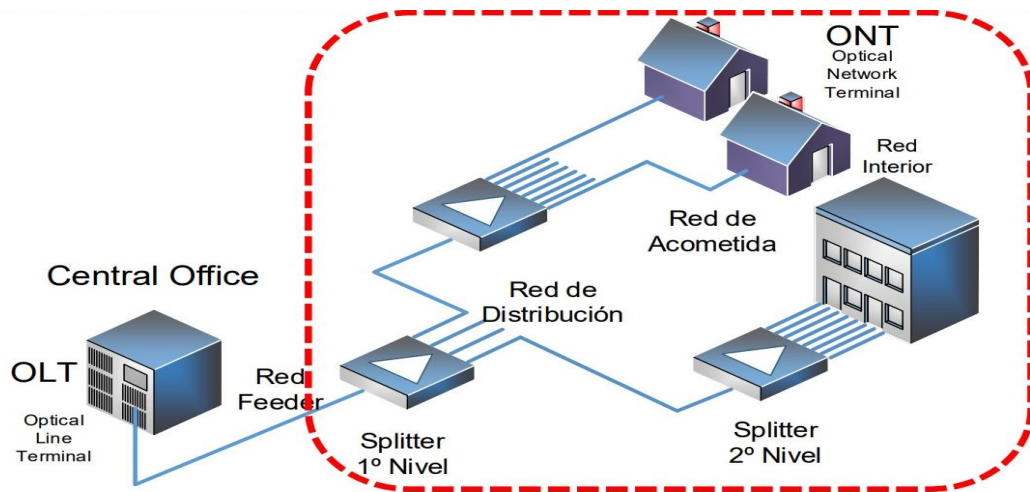 ONT
Optical
Network
Terminal
Red
Interior
Red de
Acometida
Central Office
Red de
Distribución
OLT
Optical
Line
Terminal
Red
Feeder
Splitter
1º Nivel
Splitter
2º Nivel